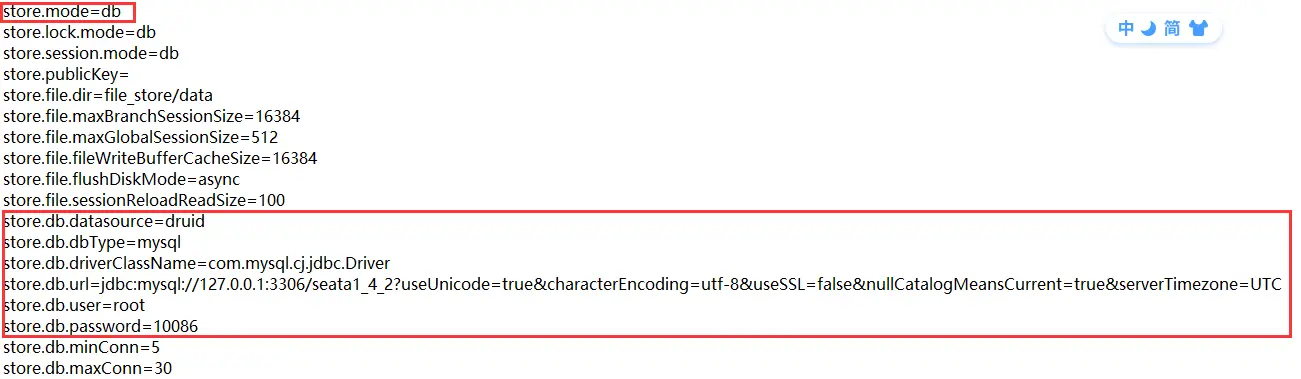 store.mode=db
store.lock.mode=db
store.session.mode=db
store.publicKey=
store.file.dir=file_store/data
store.file.maxBranchSessionSize=16384
store.file.maxGlobalSessionSize=512
store.file.fileWriteBufferCacheSize=16384
store.file.flushDiskMode=async
store.file.sessionReloadReadSize=100
store.db.datasource=druid
store.db.dbType=mysql
store.db.driverClassName=com.mysql.cj.jdbc.Driver
store.db.url=jdbc:mysql://127.0.0.1:3306/seata1_4_2?useUnicode=true&characterEncoding=utf-8&useSSL=false&nullCatalogMeansCurrent=true&serverTimezone=UTC
store.db.user=root
store.db.password=10086
store.db.minConn=5
store.db.maxConn=30
中 简